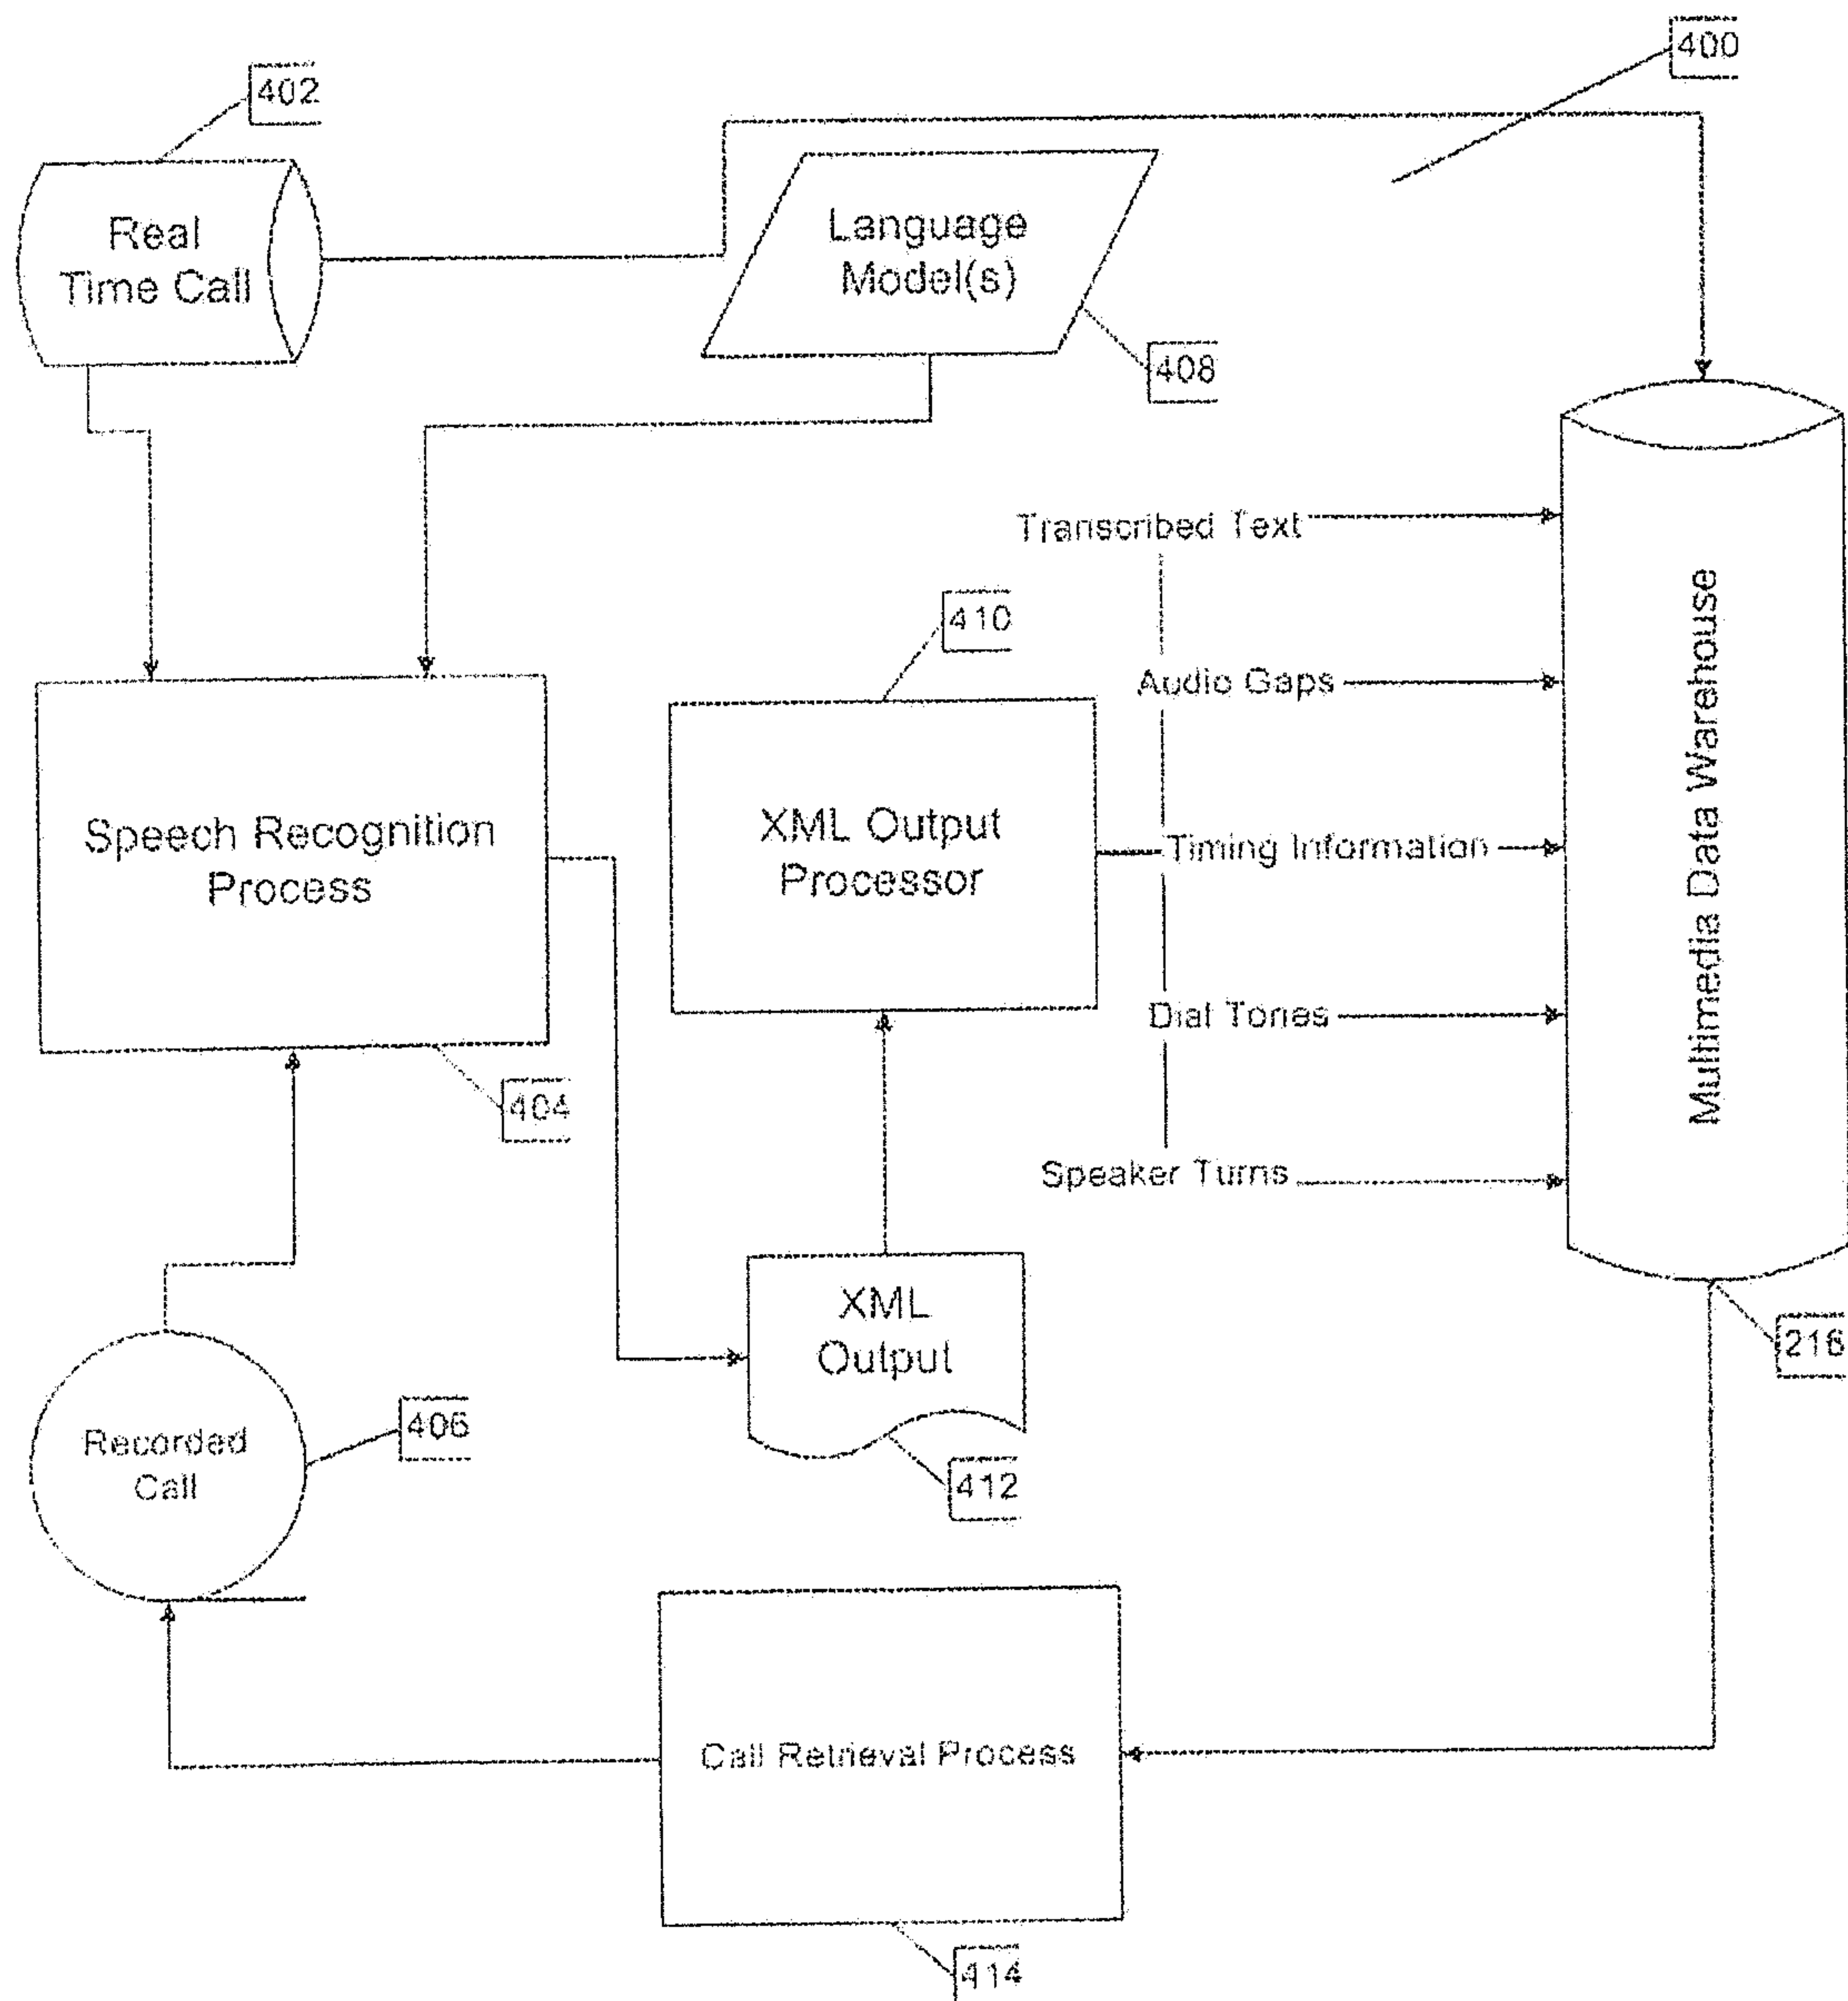 400
402
Real
Time Call
Language
Model(s)
408
Transcribed Text
410
Audio Gaps
Multimedia Data Warehouse
Speech Recognition
Process
XML Output
Processor
Timing Information
Dial Tones
404
Speaker Turns
XML
Output
216
406
Recorded
Call
412
Call Retrieval Process
414